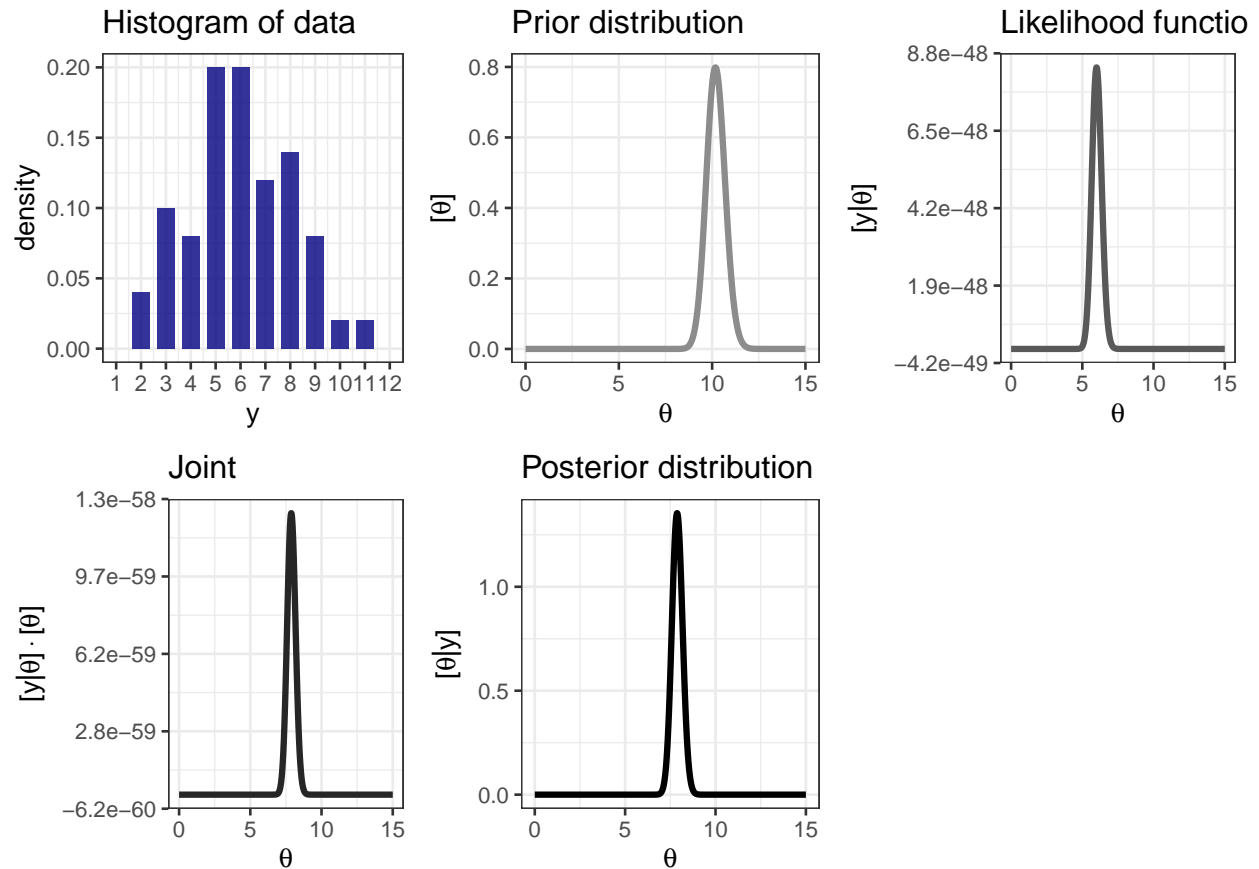 Histogram of data
0.20
0.15
0.10
0.05
0.00
density
1 2 3 4 5 6 7 8 9 10 11 12
y
Prior distribution
0.8
0.6
0.4
0.2
0.0
[θ]
0 5 10 15
θ
Likelihood functio
8.8e−48
6.5e−48
4.2e−48
1.9e−48
−4.2e−49
[y|θ]
0 5 10 15
θ
Joint
1.3e−58
9.7e−59
6.2e−59
2.8e−59
−6.2e−60
[y|θ] · [θ]
0 5 10 15
θ
Posterior distribution
1.0
0.5
0.0
[θ|y]
0 5 10 15
θ